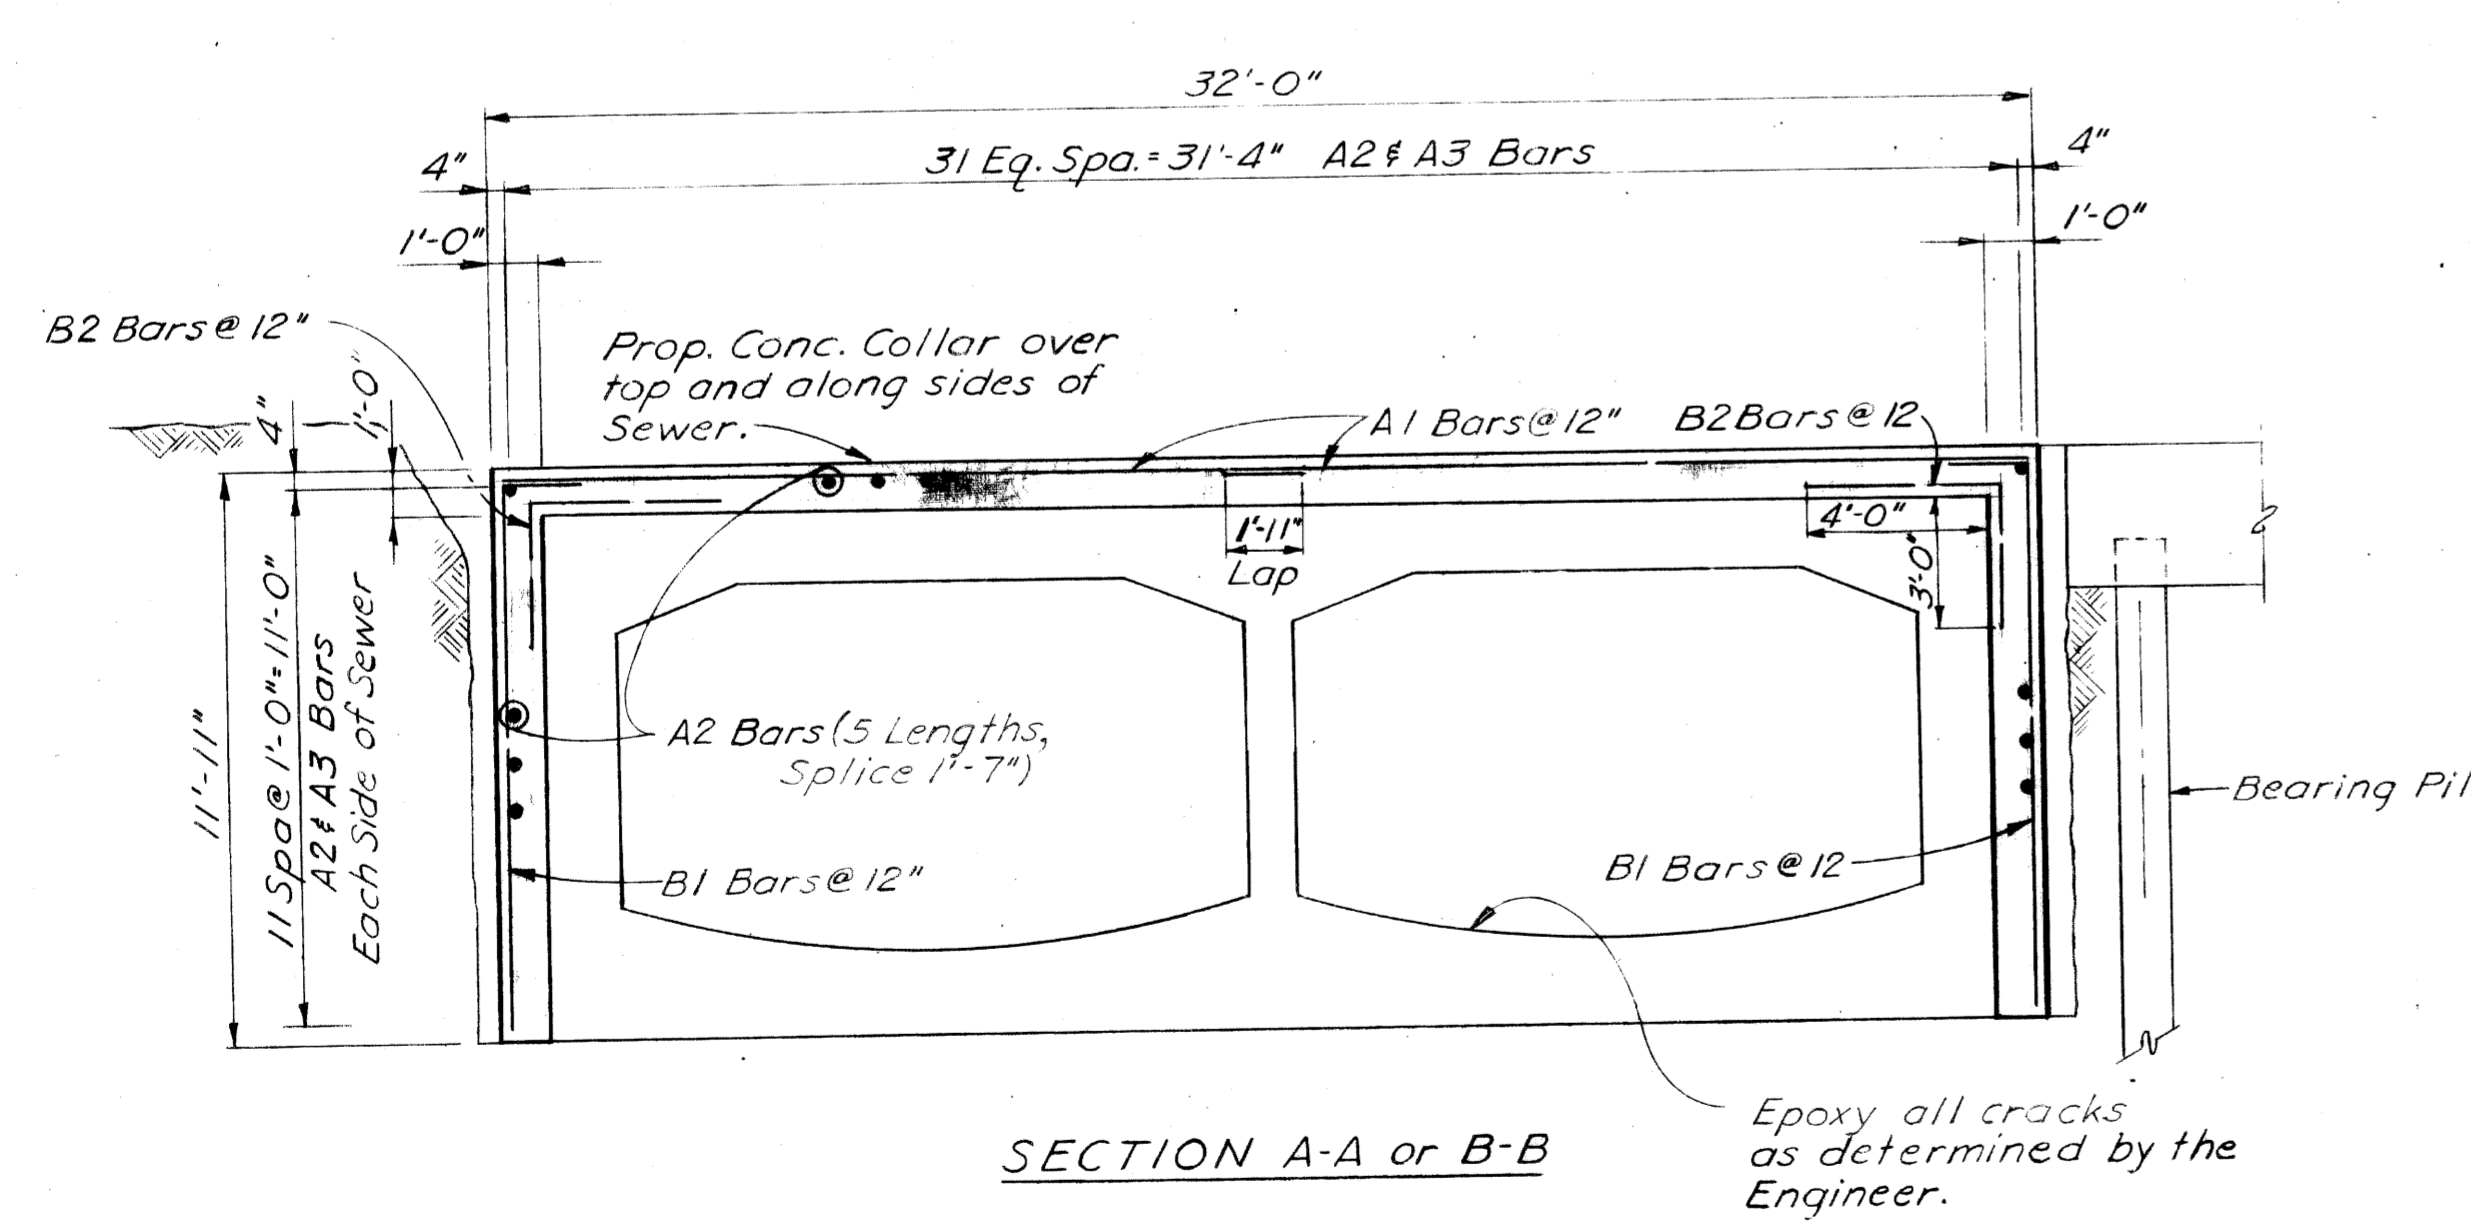 32'-0"
4"
31 Eq. Spa. = 31'-4" A2 & A3 Bars
4"
1'-0"
1'-0"
B2 Bars @ 12"
Prop. Conc. Collar over
top and along sides of
Sewer.
4"
1'-0"
A1 Bars @ 12"
B2 Bars @ 12
1'-11"
Lap
4'-0"
3'-0"
11'-11"
11 Spa @ 1'-0" = 11'-0"
A2 & A3 Bars
Each Side of Sewer
A2 Bars (5 Lengths,
Splice 1'-7")
Bearing Pil
B1 Bars @ 12"
B1 Bars @ 12
Epoxy all cracks
as determined by the
Engineer.
SECTION A-A or B-B